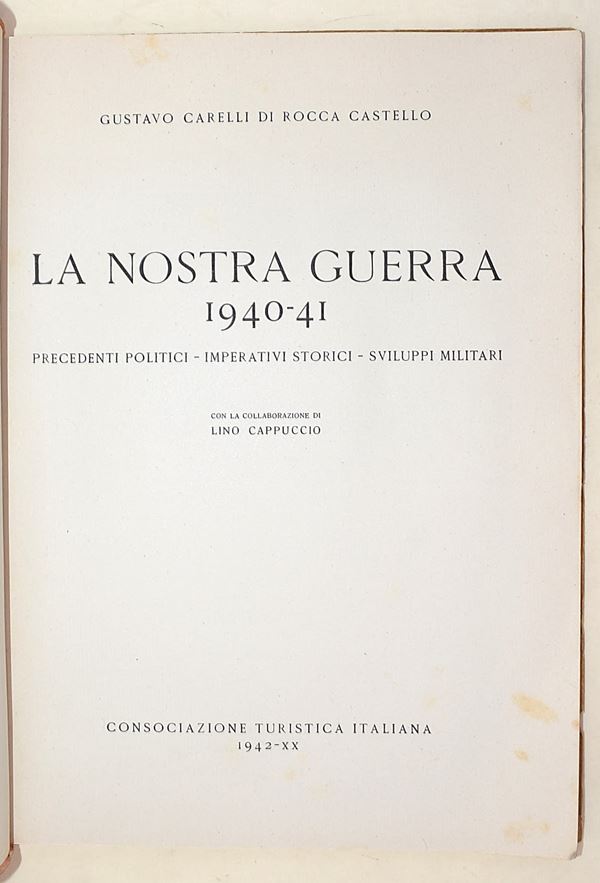 GUSTAVO CARELLI DI ROCCA CASTELLO
LA NOSTRA GUERRA
1940-41
PRECEDENTI POLITICI - IMPERATIVI STORICI - SVILUPPI MILITARI
CON LA COLLABORAZIONE DI
LINO CAPPUCCIO
CONSOCIAZIONE TURISTICA ITALIANA
1942-XX